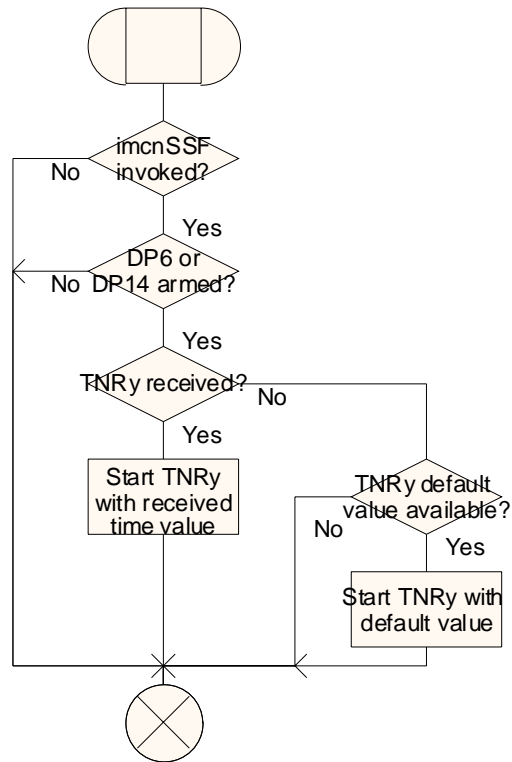 imcnSSF
invoked?
No
Yes
DP6 or
DP14 armed?
No
Yes
TNRy received?
No
Yes
Start TNRy
with received
time value
TNRy default
value available?
No
Yes
Start TNRy with
default value